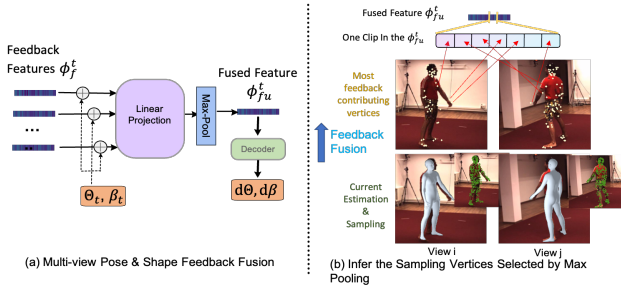 Feedback
Features ϕ_f^t
...
Θ_t, β_t
Linear
Projection
Max-Pool
Fused Feature
ϕ_fu^t
Decoder
dΘ, dβ
(a) Multi-view Pose & Shape Feedback Fusion
Fused Feature ϕ_fu^t
One Clip In the ϕ_fu^t
Most
feedback
contributing
vertices
Feedback
Fusion
Current
Estimation
&
Sampling
View i
View j
(b) Infer the Sampling Vertices Selected by Max
Pooling